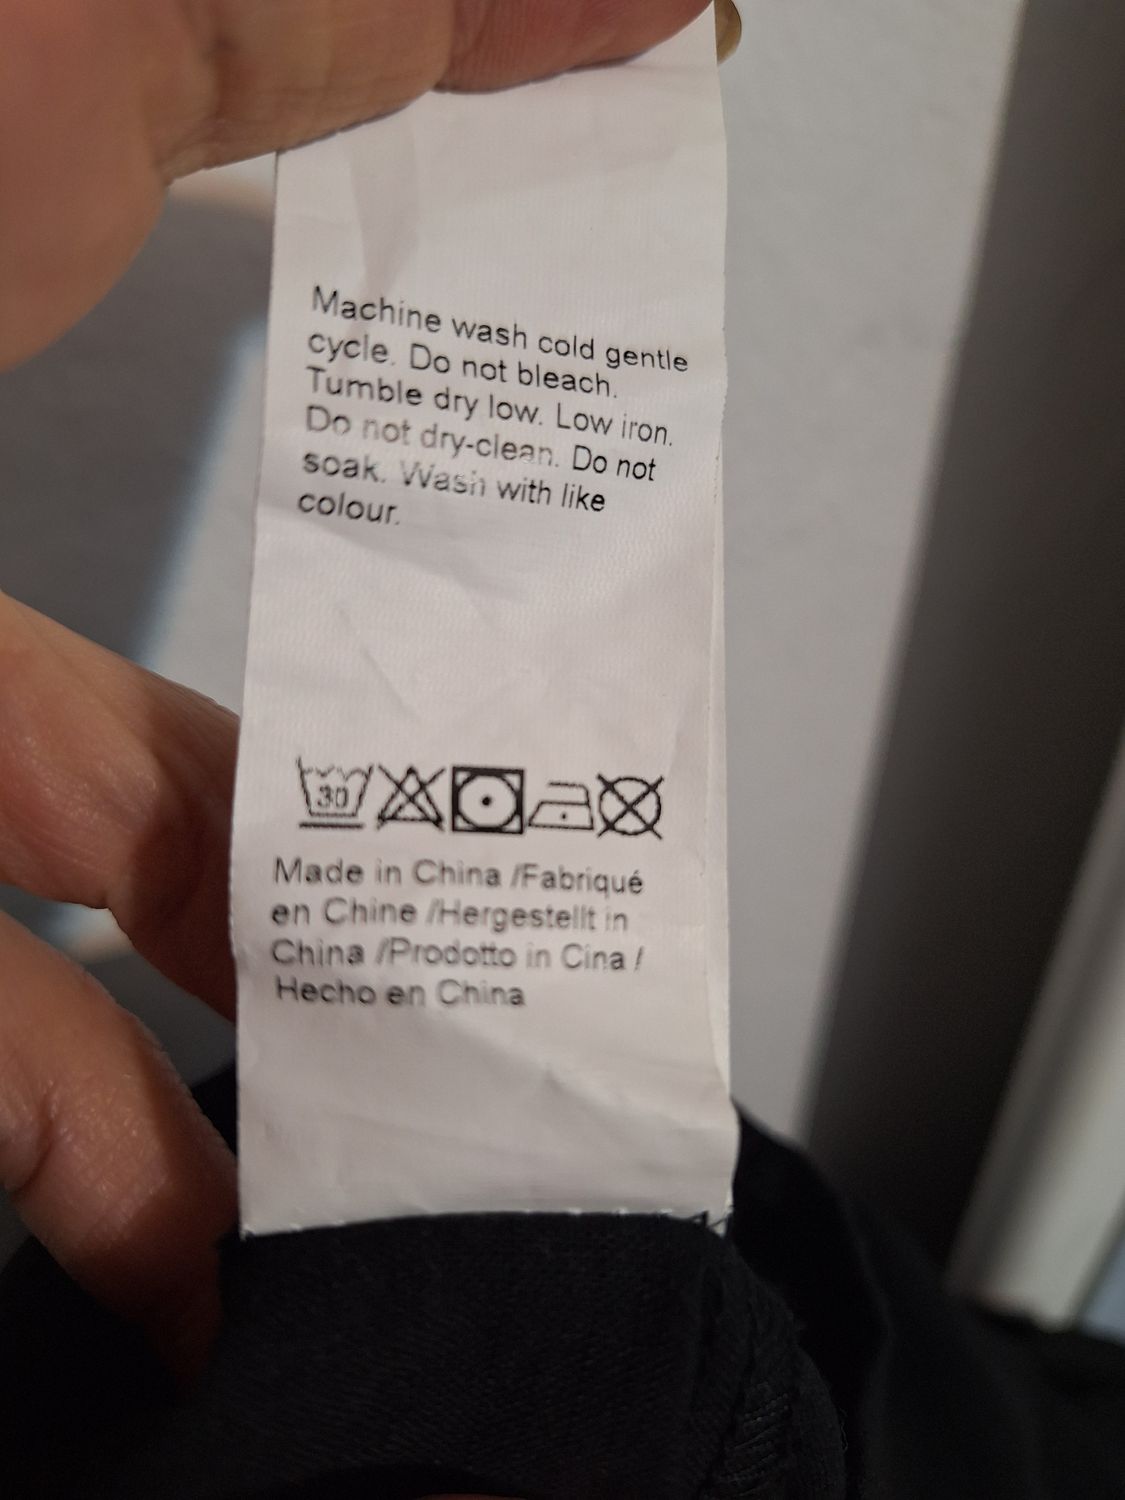 Machine wash cold gentle
cycle. Do not bleach.
Tumble dry low. Low iron.
Do not dry-clean. Do not
soak. Wash with like
colour.
30
Made in China /Fabriqué
en Chine /Hergestellt in
China /Prodotto in Cina /
Hecho en China